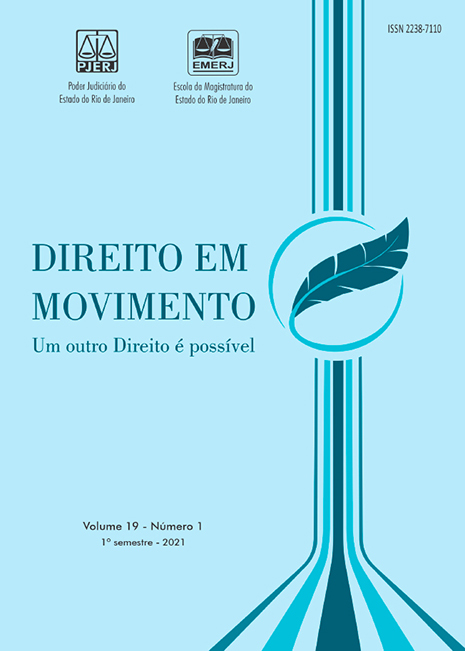 ISSN 2238-7110
PJERJ
Poder Judiciário do
Estado do Rio de Janeiro
EMERJ
Escola da Magistratura do
Estado do Rio de Janeiro
DIREITO EM
MOVIMENTO
Um outro Direito é possível
Volume 19 - Número 1
1º semestre - 2021